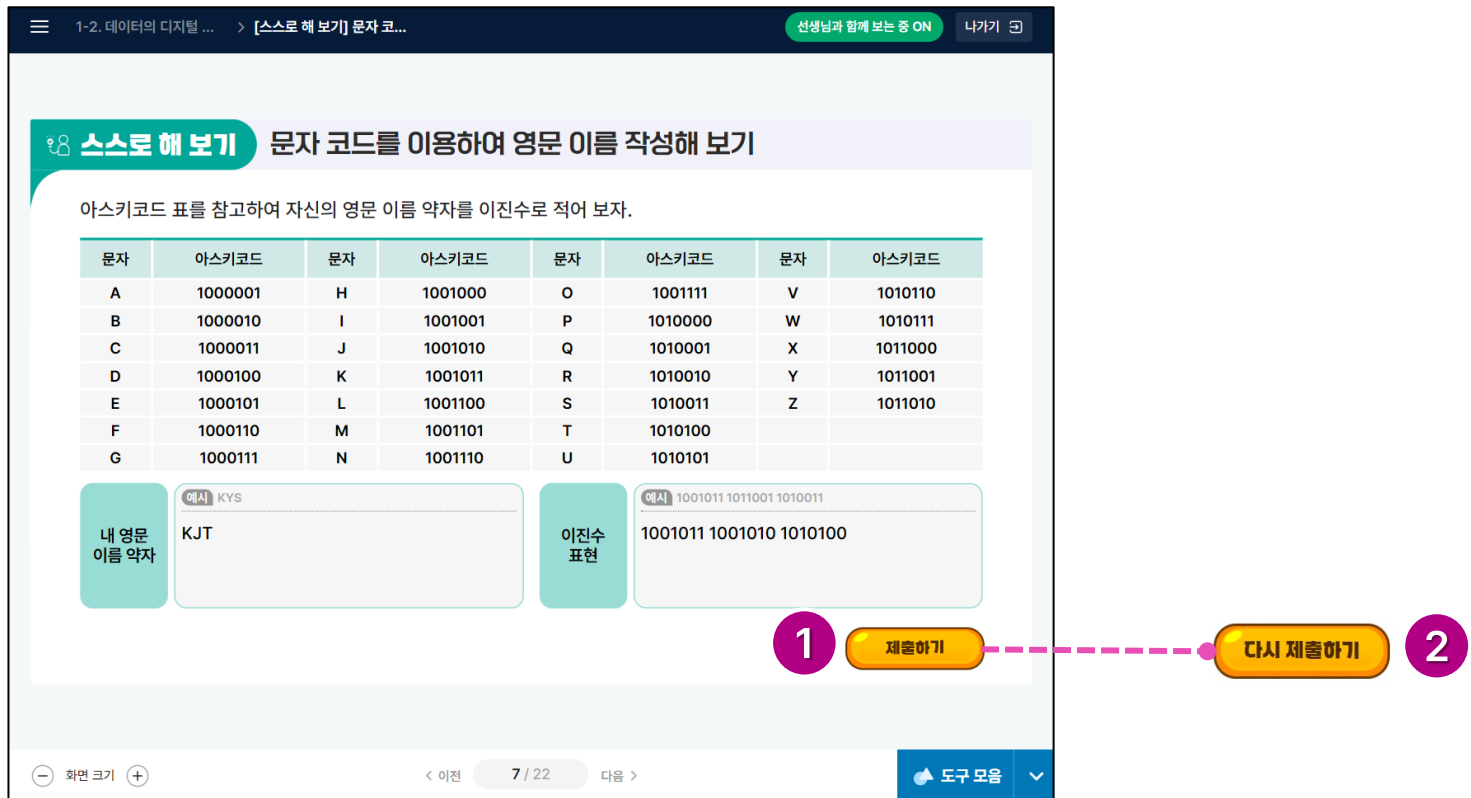 1-2. 데이터의 디지털 ... > [스스로 해 보기] 문자 코... 선생님과 함께 보는 중 ON 나가기
스스로 해 보기 문자 코드를 이용하여 영문 이름 작성해 보기
아스키코드 표를 참고하여 자신의 영문 이름 약자를 이진수로 적어 보자.
문자 아스키코드 문자 아스키코드 문자 아스키코드 문자 아스키코드
A 1000001 H 1001000 O 1001111 V 1010110
B 1000010 I 1001001 P 1010000 W 1010111
C 1000011 J 1001010 Q 1010001 X 1011000
D 1000100 K 1001011 R 1010010 Y 1011001
E 1000101 L 1001100 S 1010011 Z 1011010
F 1000110 M 1001101 T 1010100
G 1000111 N 1001110 U 1010101
내 영문
이름 약자
예시 KYS
KJT
이진수
표현
예시 1001011 1011001 1010011
1001011 1001010 1010100
1 제출하기 다시 제출하기 2
화면 크기 < 이전 7 / 22 다음 > 도구 모음